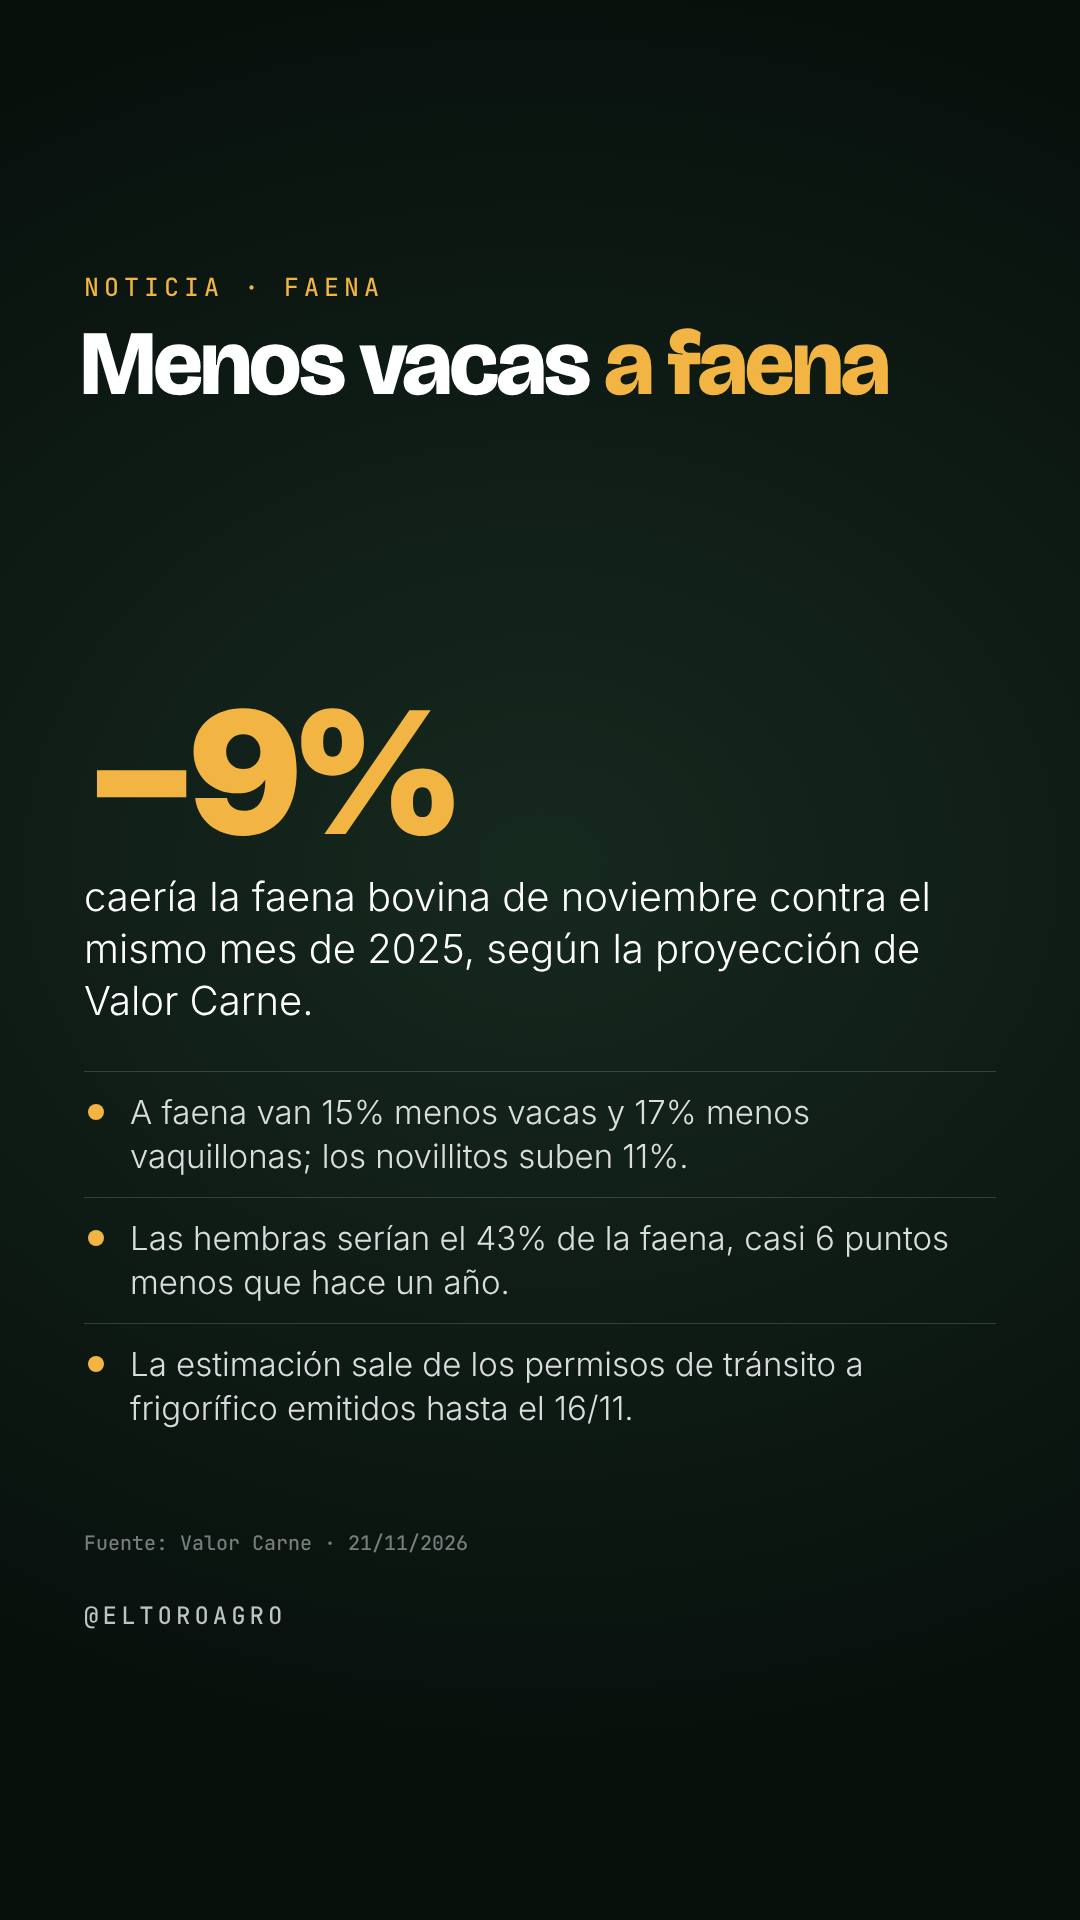 NOTICIA · FAENA
Menos vacas a faena
–9%
caería la faena bovina de noviembre contra el
mismo mes de 2025, según la proyección de
Valor Carne.
A faena van 15% menos vacas y 17% menos
vaquillonas; los novillitos suben 11%.
Las hembras serían el 43% de la faena, casi 6 puntos
menos que hace un año.
La estimación sale de los permisos de tránsito a
frigorífico emitidos hasta el 16/11.
Fuente: Valor Carne · 21/11/2026
@ELTOROAGRO